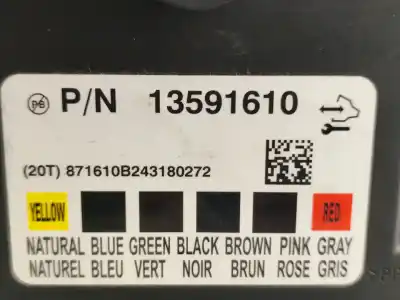 P/N 13591610
(20T) 871610B243180272
YELLOW RED
NATURAL BLUE GREEN BLACK BROWN PINK GRAY
NATUREL BLEU VERT NOIR BRUN ROSE GRIS